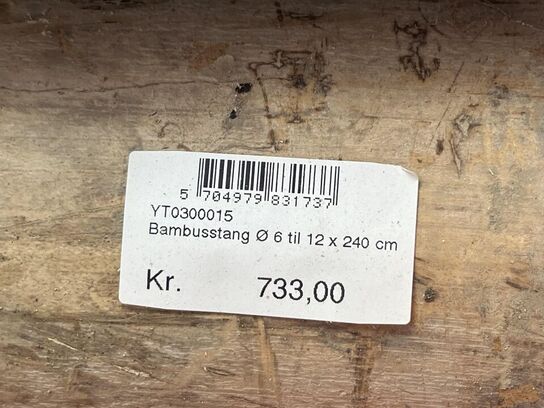 5 704979 831737
YT0300015
Bambusstang Ø 6 til 12 x 240 cm
Kr. 733,00